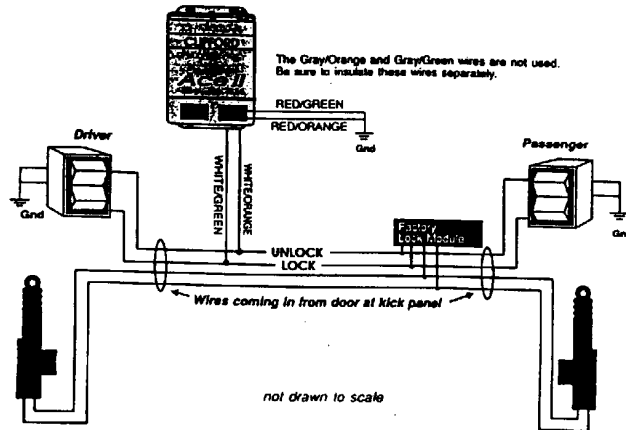 CLIFFORD
Ace II
The Gray/Orange and Gray/Green wires are not used.
Be sure to insulate these wires separately.
RED/GREEN
RED/ORANGE
Gnd
Driver
Passenger
WHITE/GREEN
WHITE/ORANGE
Gnd
Gn
Factory
Lock Module
UNLOCK
LOCK
Wires coming in from door at kick panel
not drawn to scale